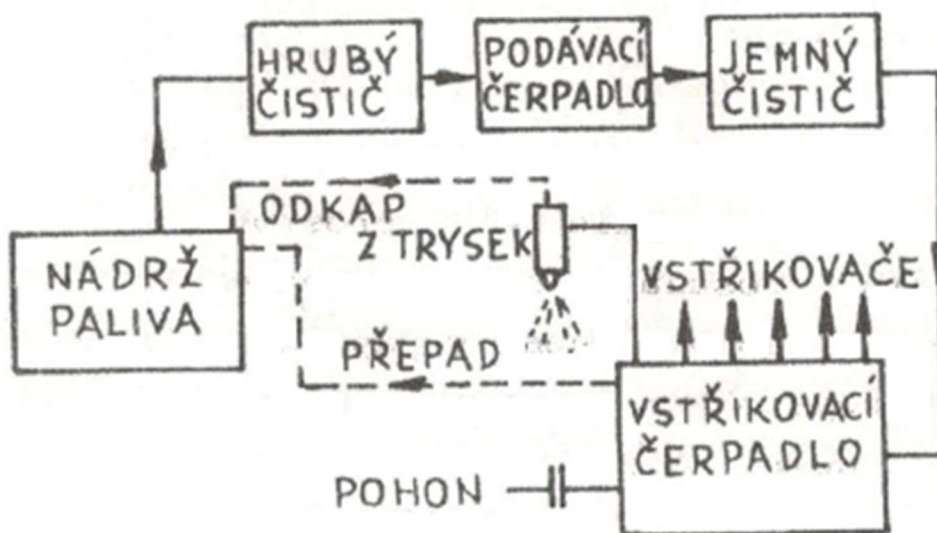 HRUBÝ
ČISTIČ
PODÁVACÍ
ČERPADLO
JEMNÝ
ČISTIČ
ODKAP
Z TRYSEK
NÁDRŽ
PALIVA
VSTŘIKOVAČE
PŘEPAD
VSTŘIKOVACÍ
ČERPADLO
POHON